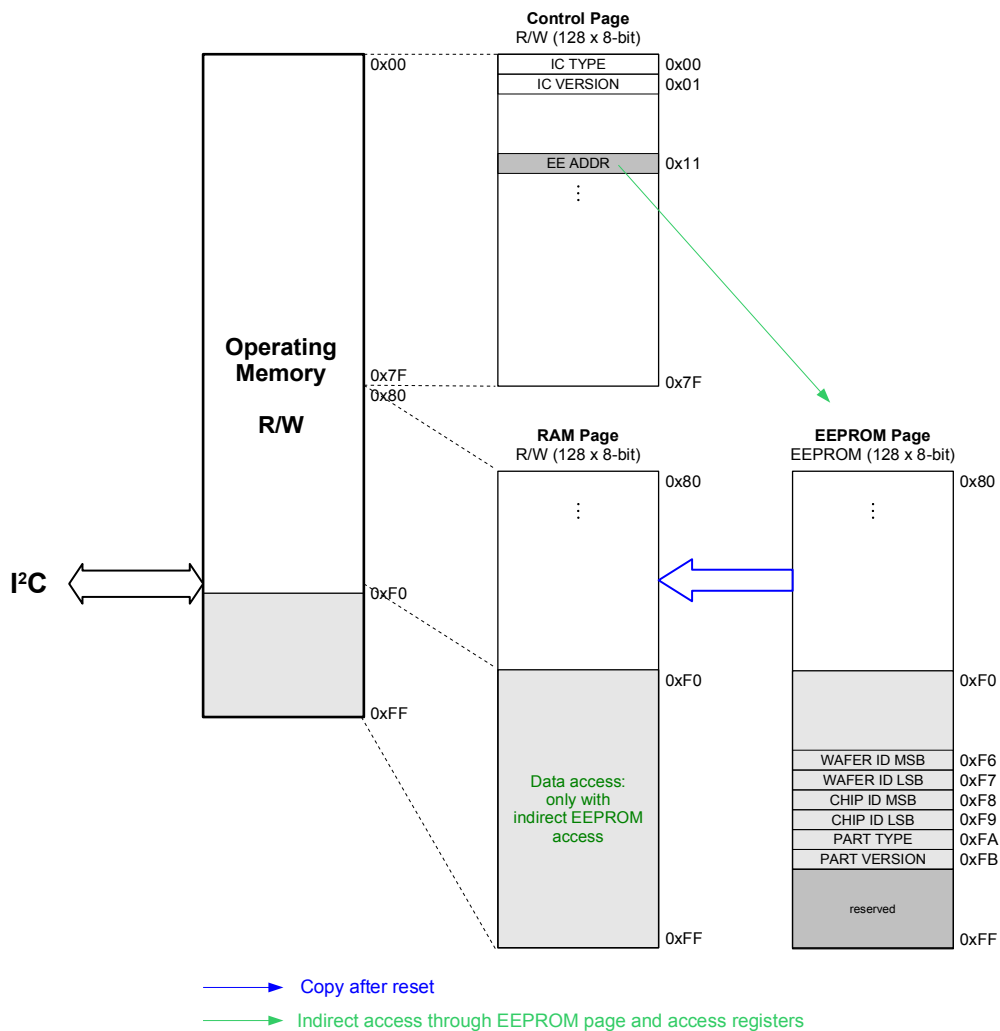 Control Page
R/W (128 x 8-bit)
0x00
IC TYPE
0x00
IC VERSION
0x01
EE ADDR
0x11
⋮
Operating
Memory
R/W
0x7F
0x80
0x7F
RAM Page
R/W (128 x 8-bit)
EEPROM Page
EEPROM (128 x 8-bit)
0x80
0x80
⋮
⋮
I²C
0xF0
0xF0
0xF0
0xFF
WAFER ID MSB
0xF6
WAFER ID LSB
0xF7
CHIP ID MSB
0xF8
CHIP ID LSB
0xF9
PART TYPE
0xFA
PART VERSION
0xFB
Data access:
only with
indirect EEPROM
access
reserved
0xFF
0xFF
Copy after reset
Indirect access through EEPROM page and access registers